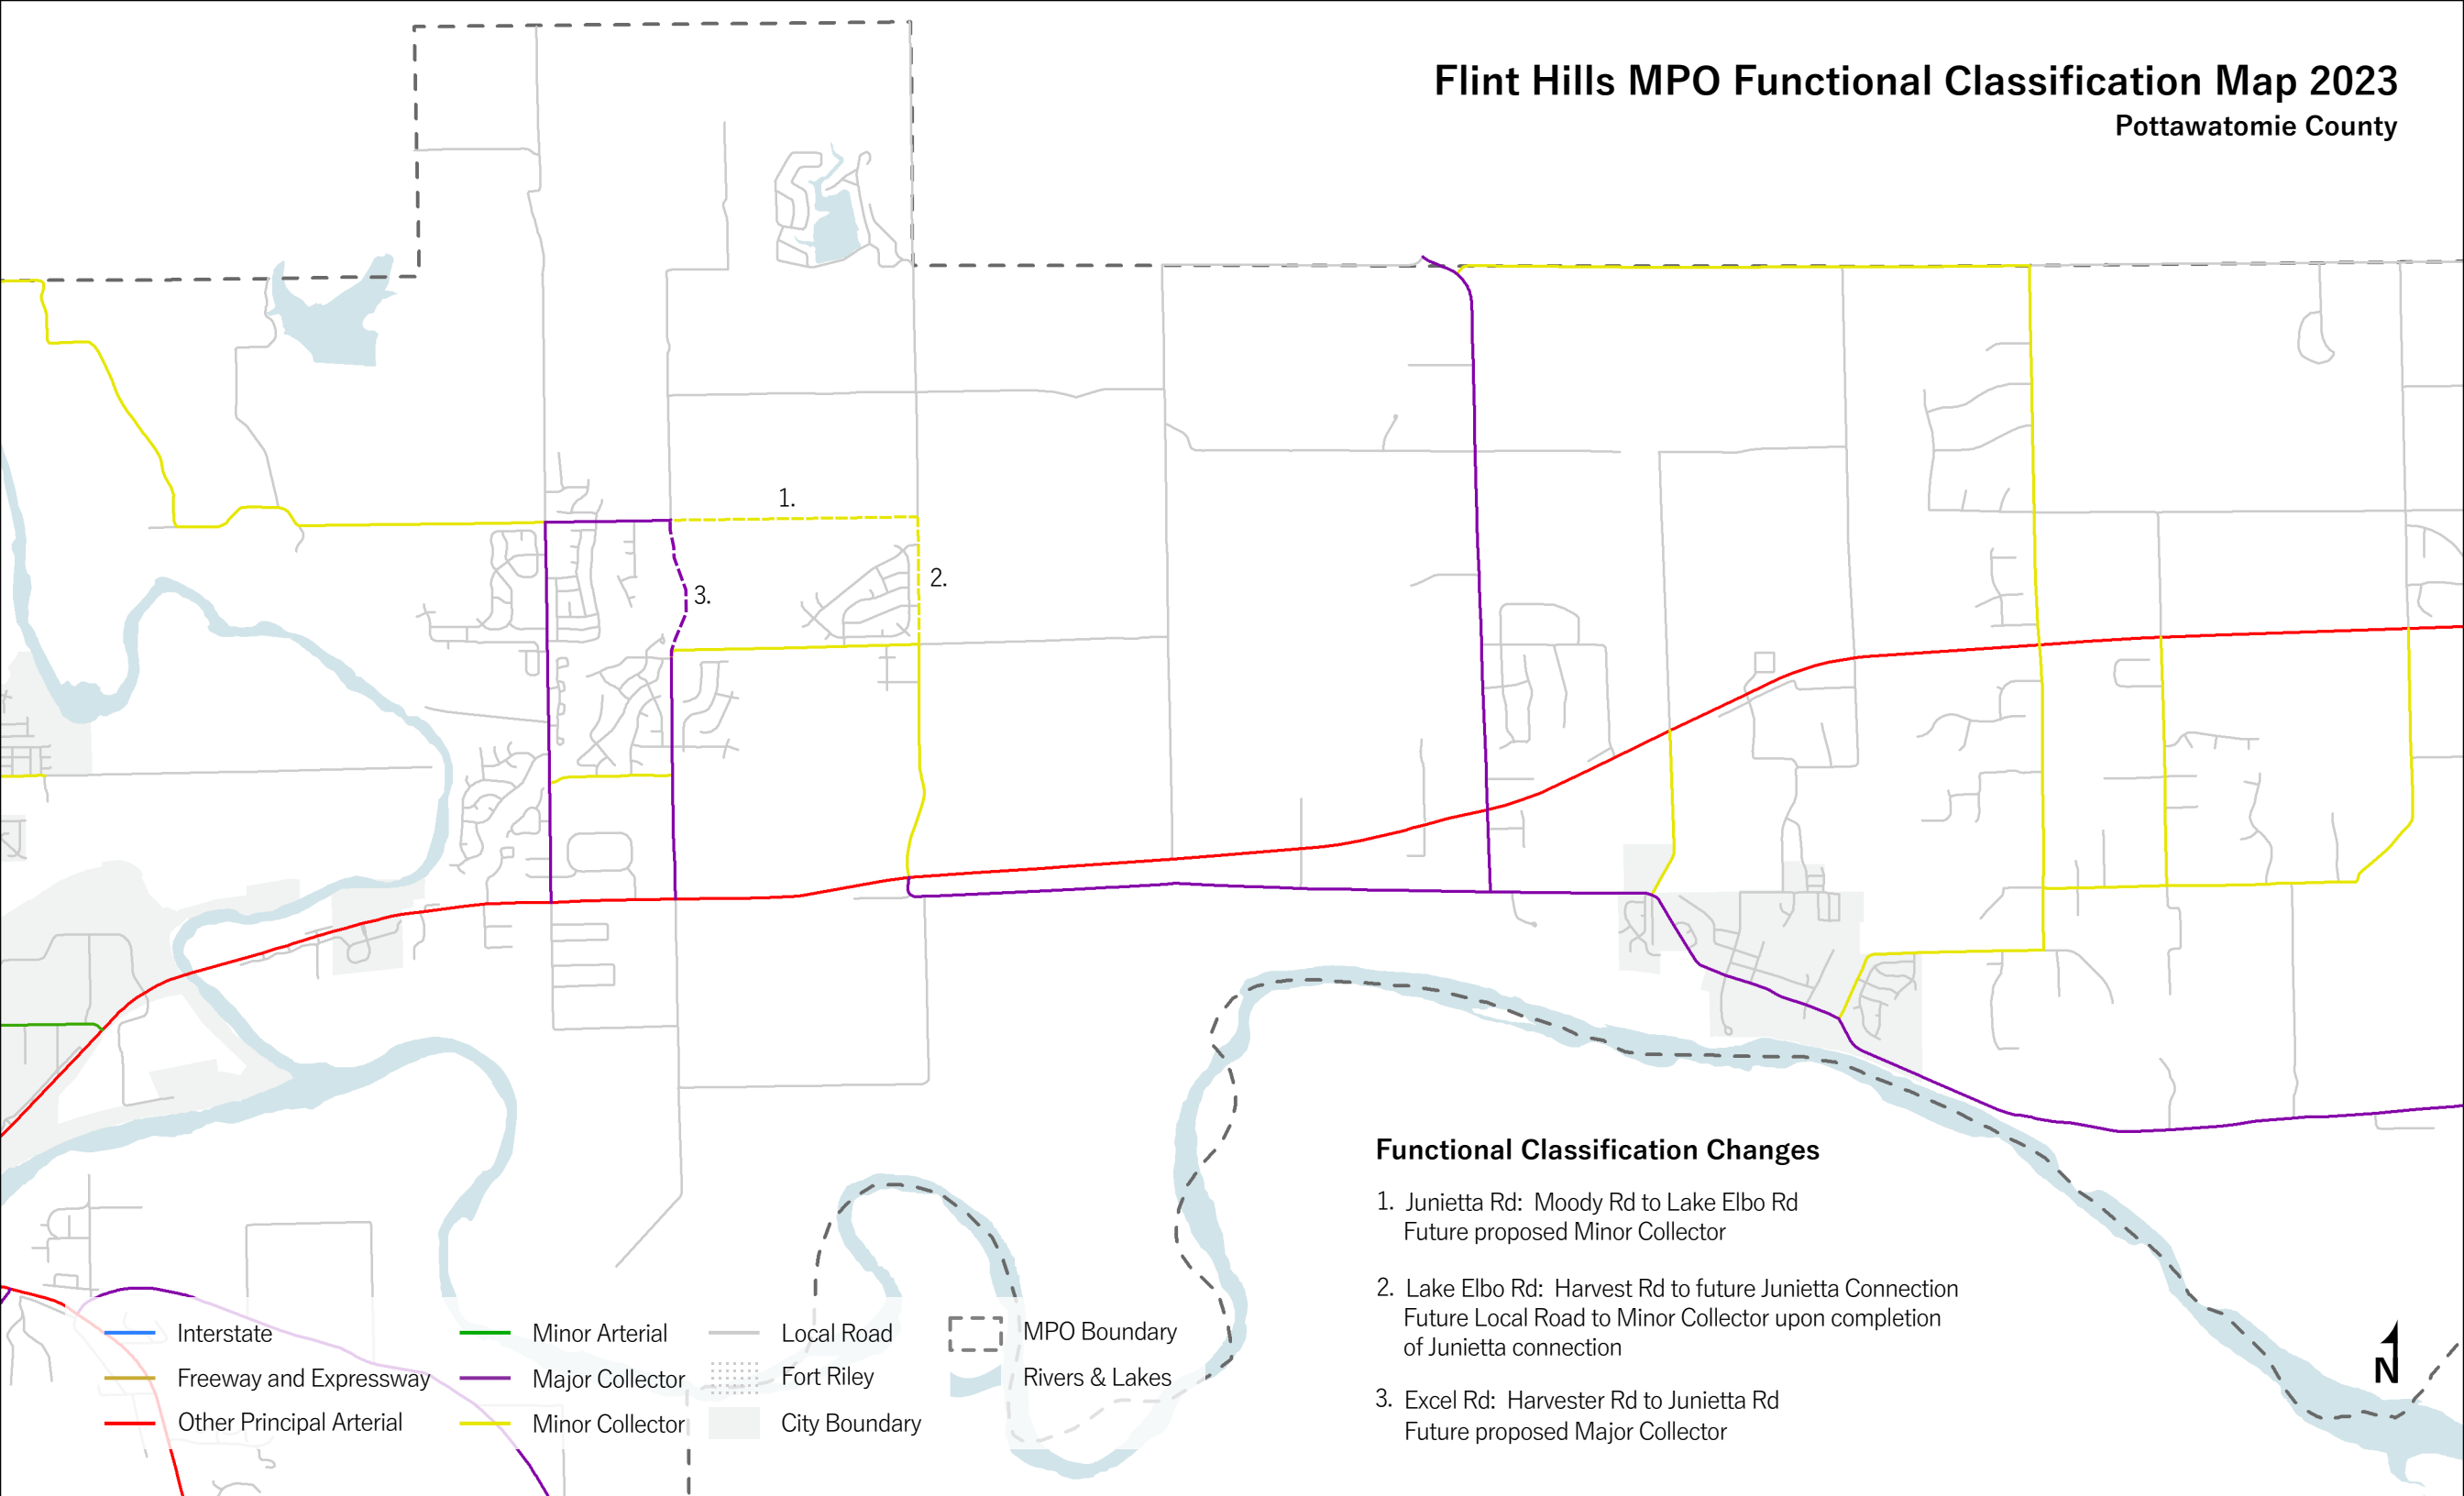 Flint Hills MPO Functional Classification Map 2023
Pottawatomie County
1.
2.
3.
Functional Classification Changes
1. Junietta Rd: Moody Rd to Lake Elbo Rd
Future proposed Minor Collector
2. Lake Elbo Rd: Harvest Rd to future Junietta Connection
Future Local Road to Minor Collector upon completion
of Junietta connection
3. Excel Rd: Harvester Rd to Junietta Rd
Future proposed Major Collector
Interstate
Freeway and Expressway
Other Principal Arterial
Minor Arterial
Major Collector
Minor Collector
Local Road
Fort Riley
City Boundary
MPO Boundary
Rivers & Lakes
N